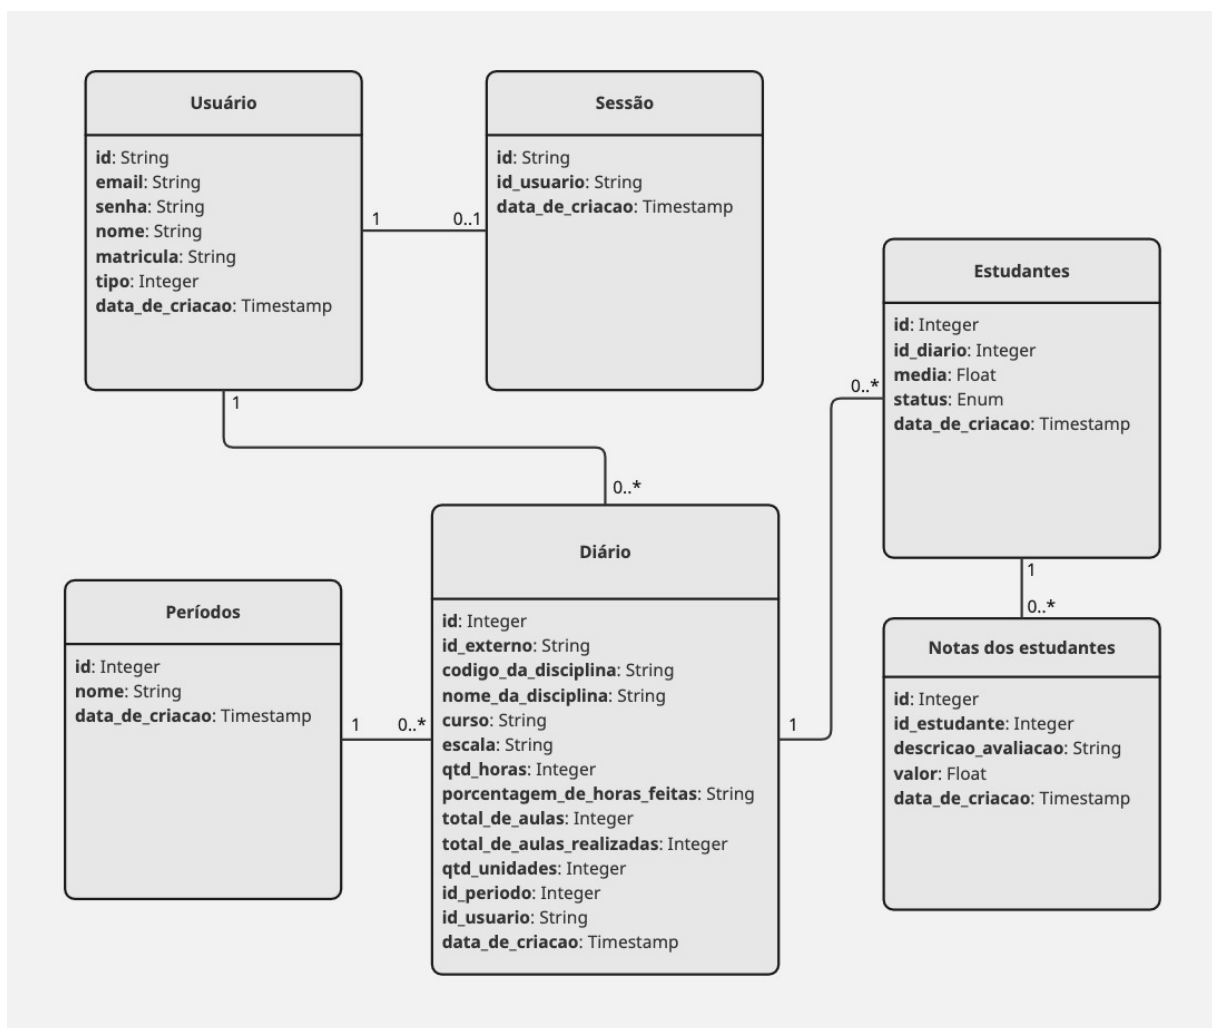 Usuário
id: String
email: String
senha: String
nome: String
matricula: String
tipo: Integer
data_de_criacao: Timestamp
1
0..1
Sessão
id: String
id_usuario: String
data_de_criacao: Timestamp
1
0..*
Estudantes
id: Integer
id_diario: Integer
media: Float
status: Enum
data_de_criacao: Timestamp
0..*
1
0..*
Períodos
id: Integer
nome: String
data_de_criacao: Timestamp
1
0..*
Diário
id: Integer
id_externo: String
codigo_da_disciplina: String
nome_da_disciplina: String
curso: String
escala: String
qtd_horas: Integer
porcentagem_de_horas_feitas: String
total_de_aulas: Integer
total_de_aulas_realizadas: Integer
qtd_unidades: Integer
id_periodo: Integer
id_usuario: String
data_de_criacao: Timestamp
1
Notas dos estudantes
id: Integer
id_estudante: Integer
descricao_avaliacao: String
valor: Float
data_de_criacao: Timestamp